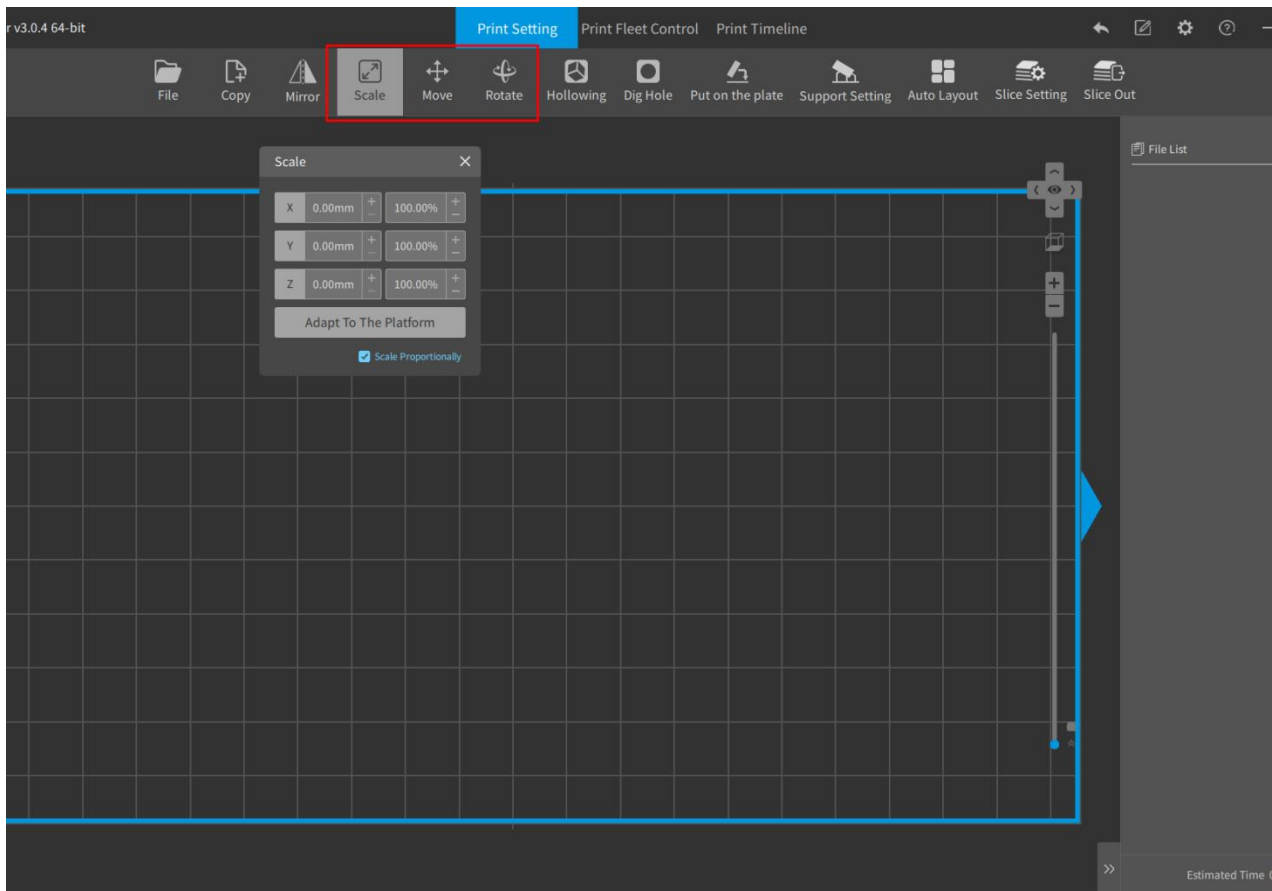 r v3.0.4 64-bit
Print Setting
Print Fleet Control
Print Timeline
File
Copy
Mirror
Scale
Move
Rotate
Hollowing
Dig Hole
Put on the plate
Support Setting
Auto Layout
Slice Setting
Slice Out
File List
Scale
X 0.00mm 100.00%
Y 0.00mm 100.00%
Z 0.00mm 100.00%
Adapt To The Platform
Scale Proportionally
Estimated Time